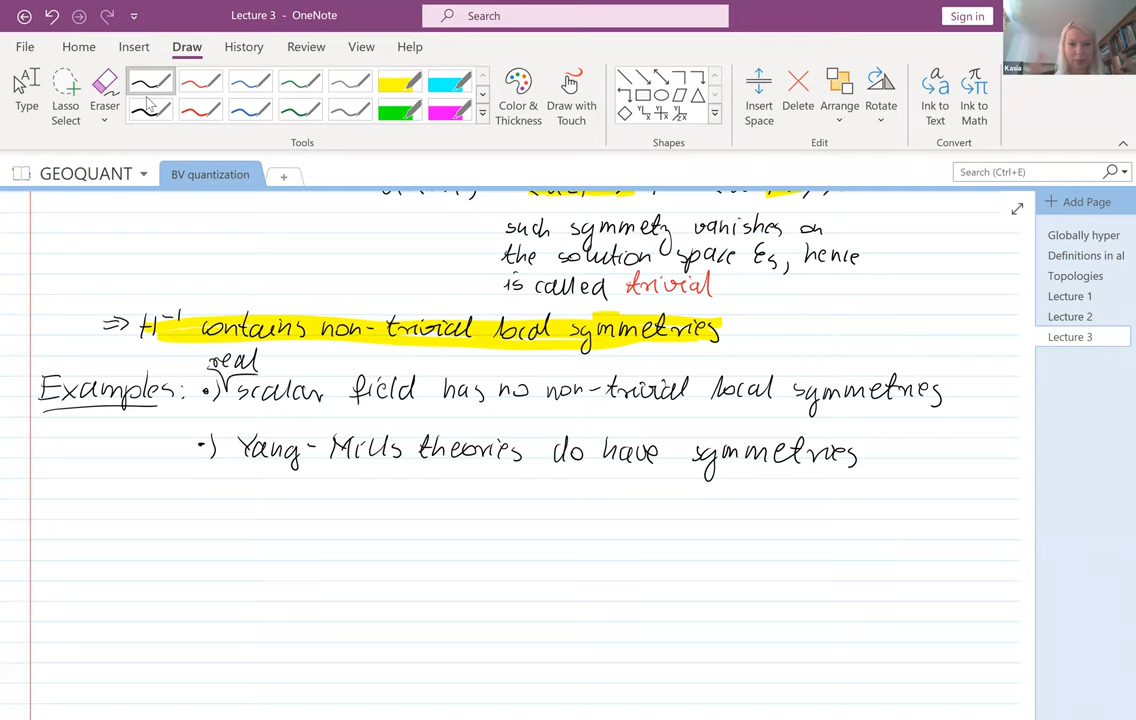 Lecture 3 - OneNote
Search
Sign in
Kasia
File Home Insert Draw History Review View Help
Type
Lasso Select
Eraser
Color & Thickness
Draw with Touch
Insert Space
Delete
Arrange
Rotate
Ink to Text
Ink to Math
Tools
Shapes
Edit
Convert
GEOQUANT
BV quantization
Search (Ctrl+E)
Add Page
Globally hyper
Definitions in al
Topologies
Lecture 1
Lecture 2
Lecture 3
such symmetry vanishes on
the solution space Es, hence
is called trivial
=> H⁻¹ contains non-trivial local symmetries
real
Examples: •) scalar field has no non-trivial local symmetries
•) Yang-Mills theories do have symmetries